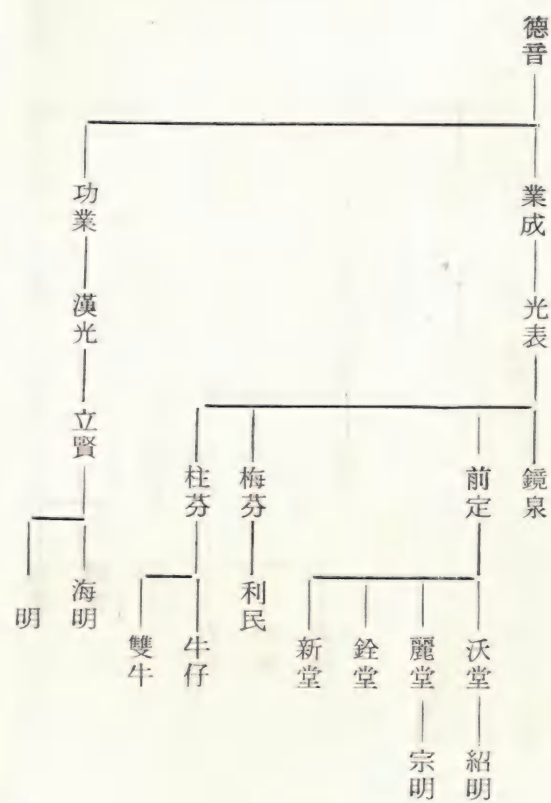 德音
業成
功業
光表
漢光
鏡泉
前定
梅芬
柱芬
立賢
沃堂
麗堂
銓堂
新堂
利民
牛仔
雙牛
海明
明
紹明
宗明